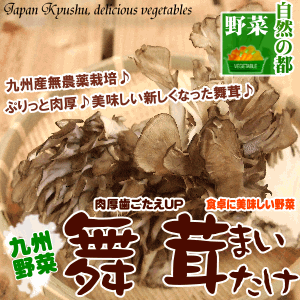 Japan Kyushu, delicious vegetables
自然の都
野菜
VEGETABLE
九州産無農薬栽培♪
ぷりっと肉厚♪美味しい新しくなった舞茸♪
肉厚歯ごたえUP
食卓に美味しい野菜
九州
野菜
舞茸
まい
たけ